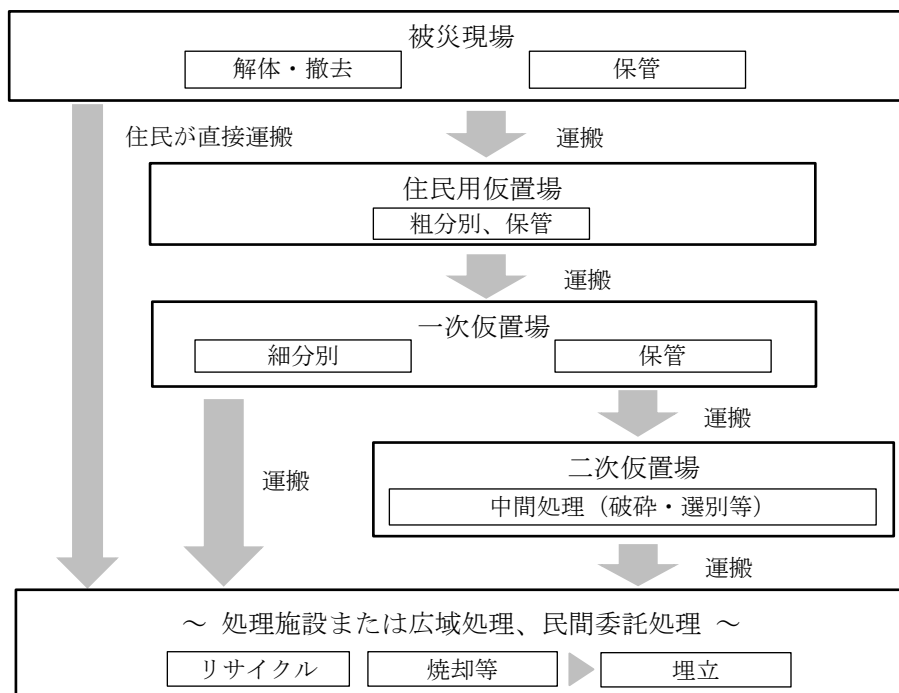 被災現場
解体・撤去
保管
住民が直接運搬
運搬
住民用仮置場
粗分別、保管
運搬
一次仮置場
細分別
保管
運搬
運搬
二次仮置場
中間処理（破砕・選別等）
運搬
～ 処理施設または広域処理、民間委託処理 ～
リサイクル
焼却等
埋立